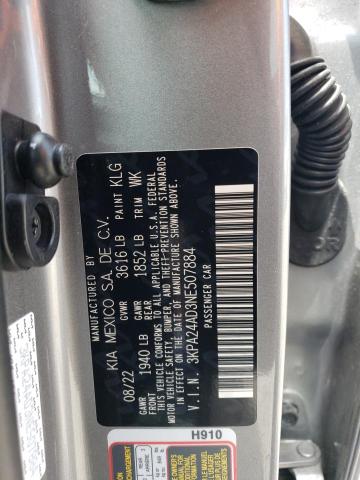 MANUFACTURED BY
KIA MEXICO S.A. DE C.V.
08/22 GVWR 3616 LB PAINT KLG
GAWR FRONT 1940 LB GAWR REAR 1852 LB TRIM WK
THIS VEHICLE CONFORMS TO ALL APPLICABLE U.S.A. FEDERAL
MOTOR VEHICLE SAFETY, BUMPER, AND THEFT PREVENTION STANDARDS
IN EFFECT ON THE DATE OF MANUFACTURE SHOWN ABOVE.
V.I.N. 3KPA24AD3NE507884
PASSENGER CAR
H910